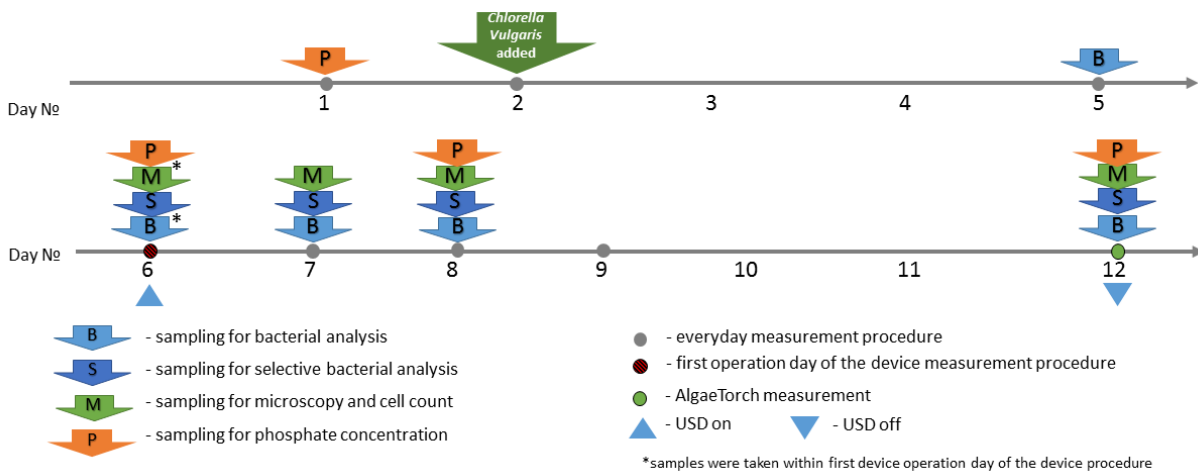 Chlorella
Vulgaris
added
P
B
Day №
1
2
3
4
5
P
P
P
M *
M
M
M
S
S
S
S
B *
B
B
B
Day №
6
7
8
9
10
11
12
B - sampling for bacterial analysis
S - sampling for selective bacterial analysis
M - sampling for microscopy and cell count
P - sampling for phosphate concentration
- everyday measurement procedure
- first operation day of the device measurement procedure
- AlgaeTorch measurement
- USD on
- USD off
*samples were taken within first device operation day of the device procedure